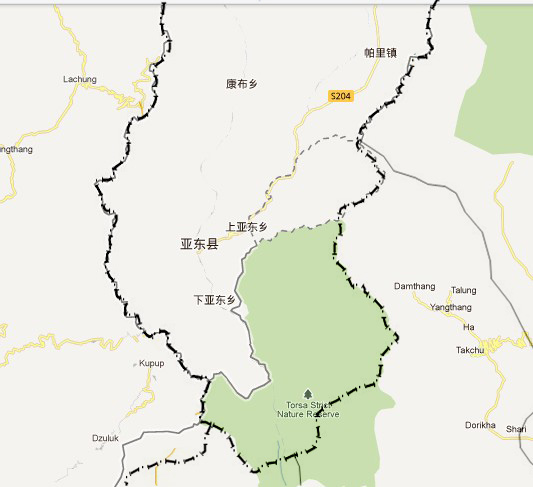 帕里镇
Lachung
康布乡
S204
ngthang
上亚东乡
亚东县
Damthang
Talung
下亚东乡
Yangthang
Ha
Takchu
Kupup
Torsa Strict
Nature Reserve
Dorikha
Shari
Dzuluk